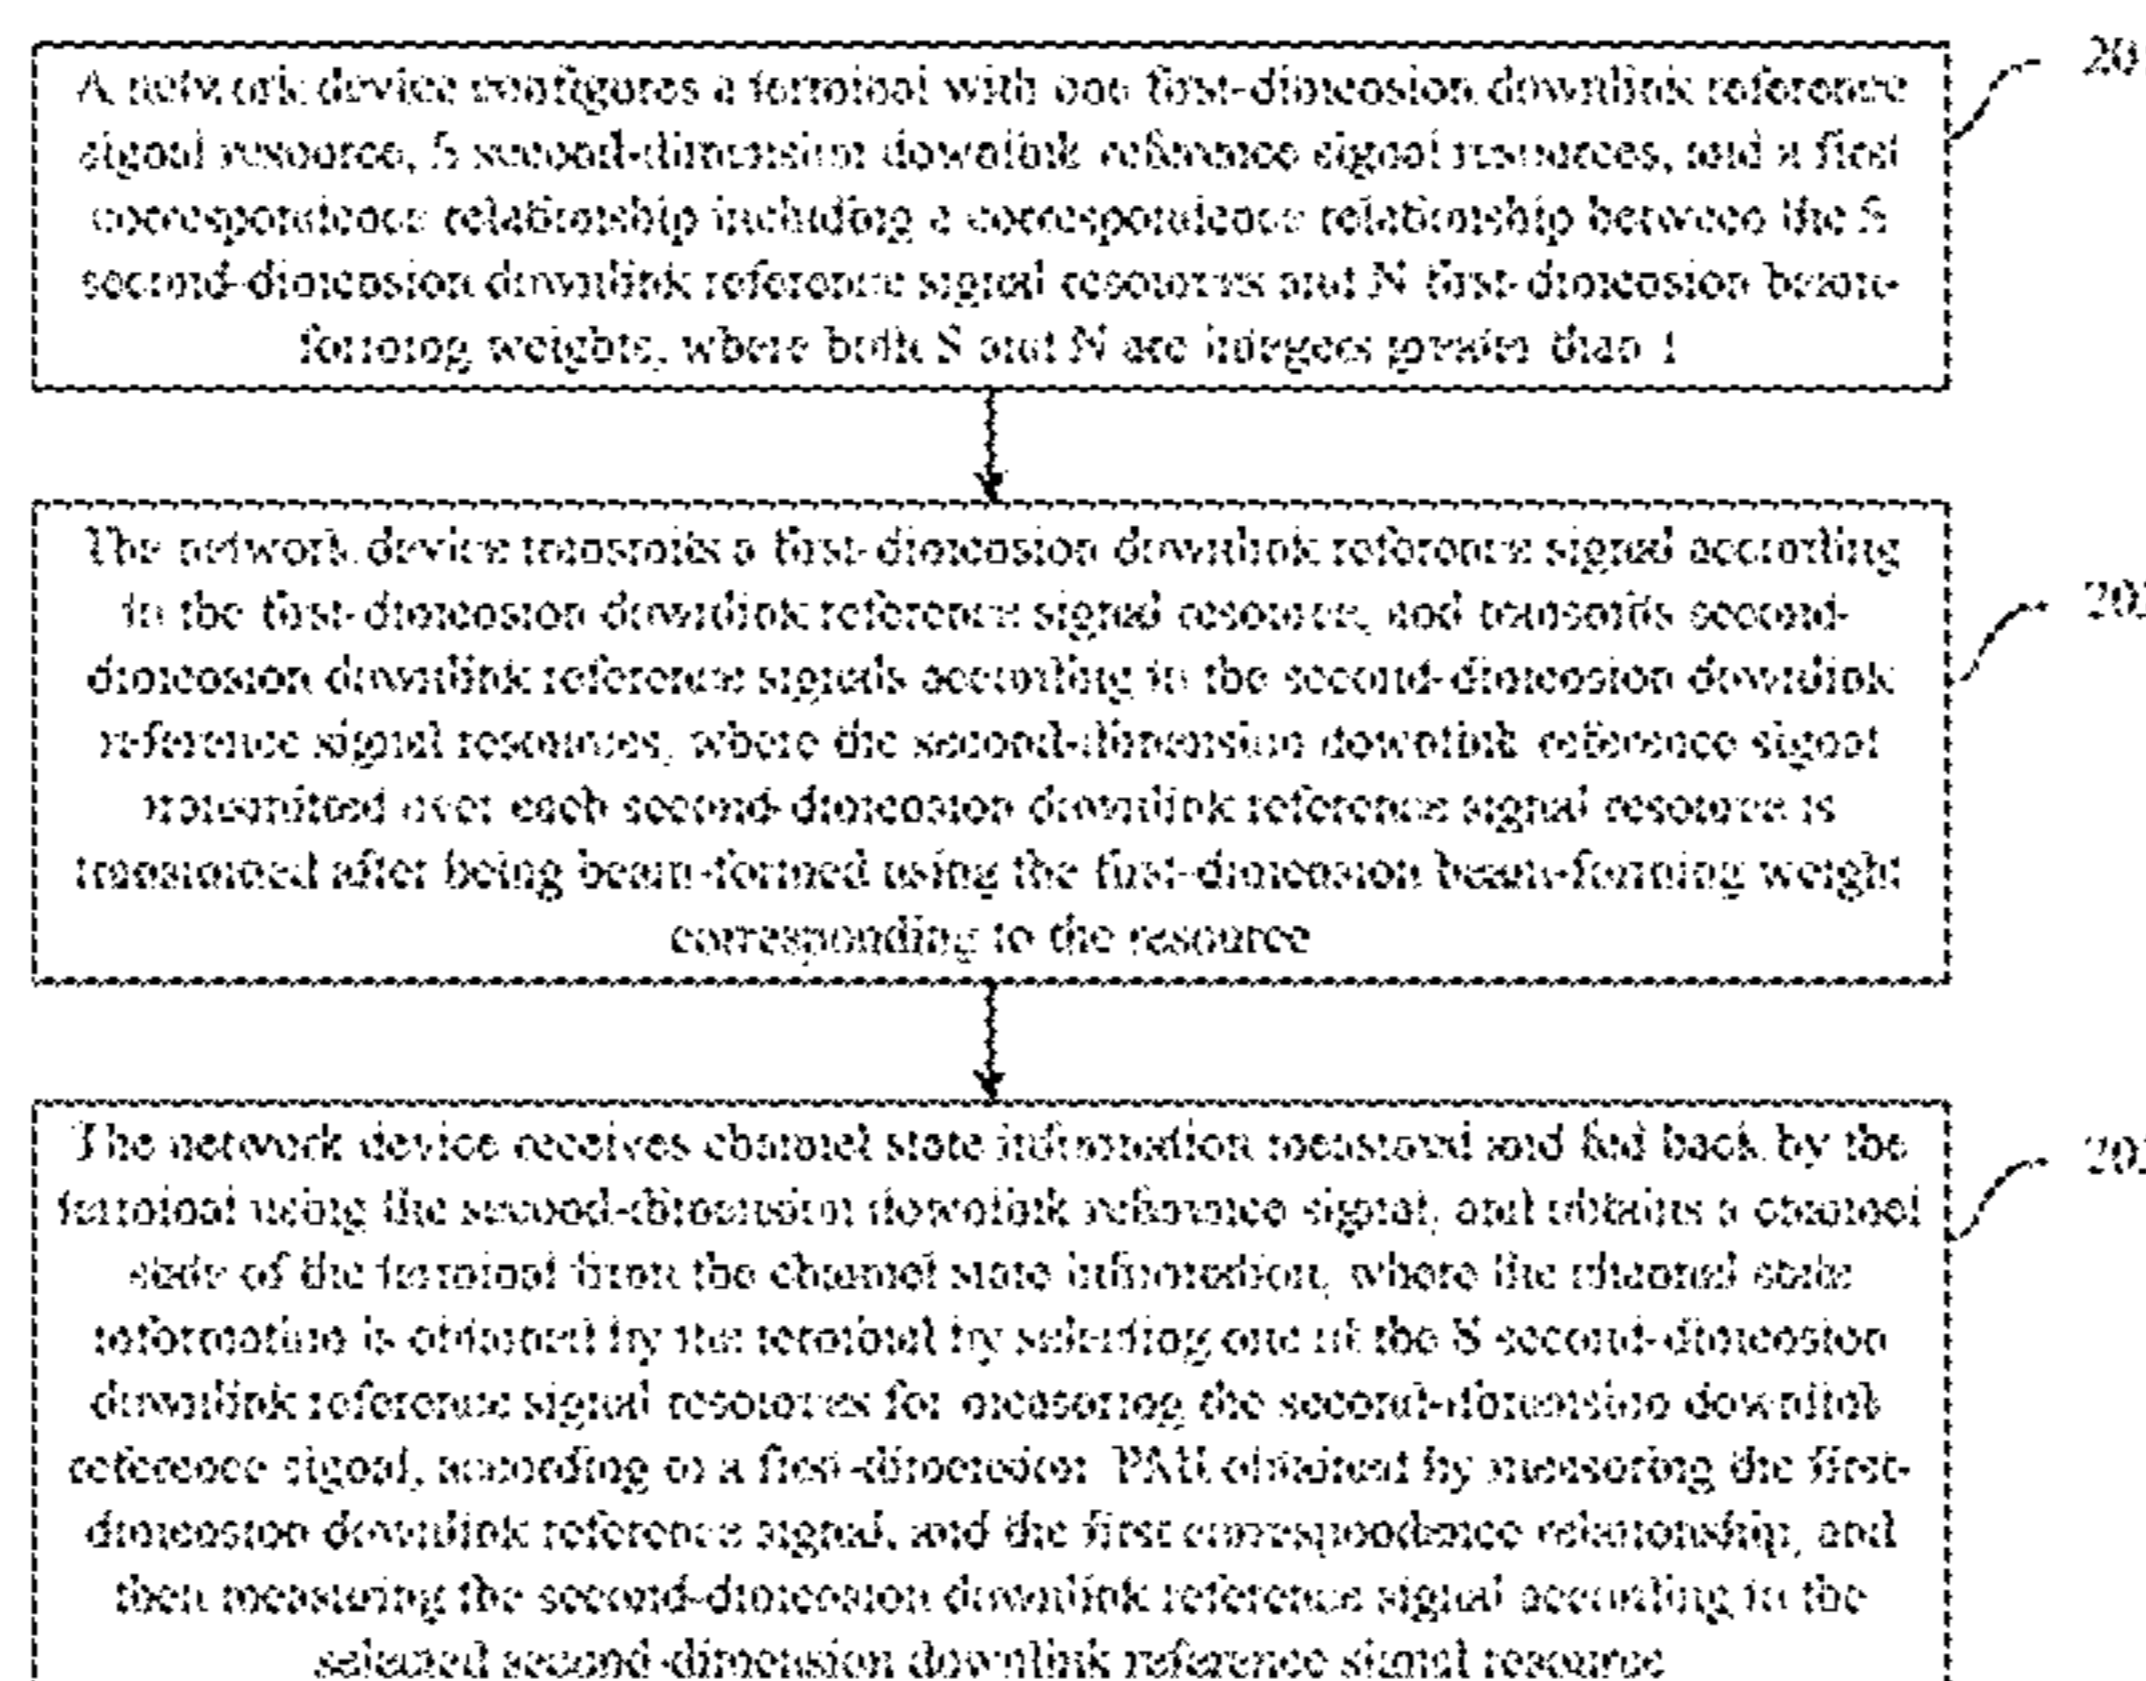 A network device configures a terminal with one first-dimension downlink reference
signal resource, S second-dimension downlink reference signal resources, and a first
correspondence relationship including a correspondence relationship between the S
second-dimension downlink reference signal resources and N first-dimension beam-
forming weights, where both S and N are integers greater than 1
The network device transmits a first-dimension downlink reference signal according
to the first-dimension downlink reference signal resource, and transmits second-
dimension downlink reference signals according to the second-dimension downlink
reference signal resources, where the second-dimension downlink reference signal
transmitted over each second-dimension downlink reference signal resource is
transmitted after being beam-formed using the first-dimension beam-forming weight
corresponding to the resource
The network device receives channel state information measured and fed back by the
terminal using the second-dimension downlink reference signal, and obtains a channel
state of the terminal from the channel state information, where the channel state
information is obtained by the terminal by selecting one of the S second-dimension
downlink reference signal resources for measuring the second-dimension downlink
reference signal, according to a first-dimension obtained by measuring the first-
dimension downlink reference signal, and the first correspondence relationship, and
then measuring the second-dimension downlink reference signal according to the
selected second-dimension downlink reference signal resource